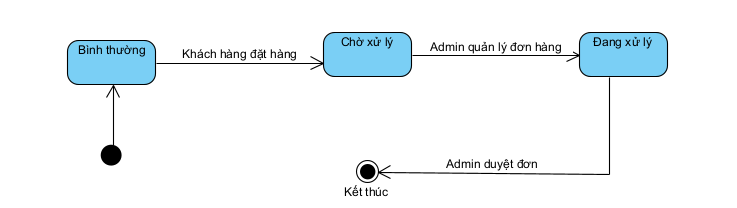 Bình thường
Khách hàng đặt hàng
Chờ xử lý
Admin quản lý đơn hàng
Đang xử lý
Admin duyệt đơn
Kết thúc